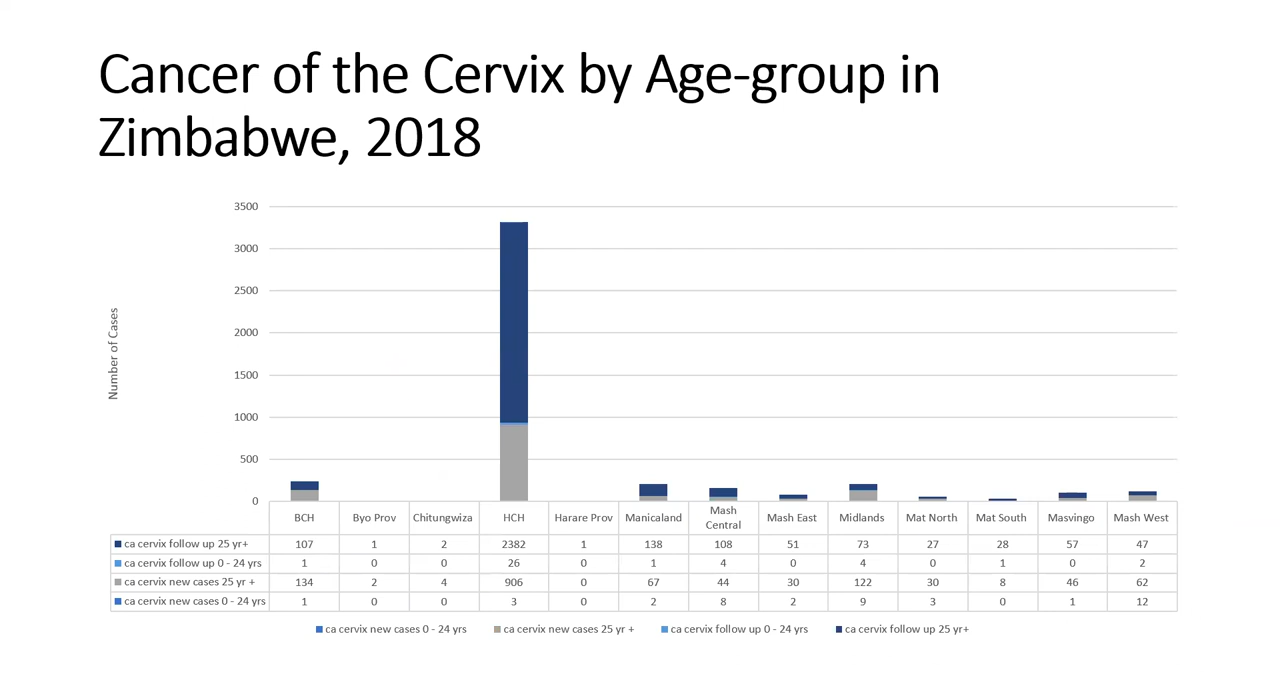 Cancer of the Cervix by Age-group in
Zimbabwe, 2018
Number of Cases
3500
3000
2500
2000
1500
1000
500
0
BCH Byo Prov Chitungwiza HCH Harare Prov Manicaland Mash Central Mash East Midlands Mat North Mat South Masvingo Mash West
ca cervix follow up 25 yr+ 107 1 2 2382 1 138 108 51 73 27 28 57 47
ca cervix follow up 0 - 24 yrs 1 0 0 26 0 1 4 0 4 0 1 0 2
ca cervix new cases 25 yr + 134 2 4 906 0 67 44 30 122 30 8 46 62
ca cervix new cases 0 - 24 yrs 1 0 0 3 0 2 8 2 9 3 0 1 12
ca cervix new cases 0 - 24 yrs ca cervix new cases 25 yr + ca cervix follow up 0 - 24 yrs ca cervix follow up 25 yr+